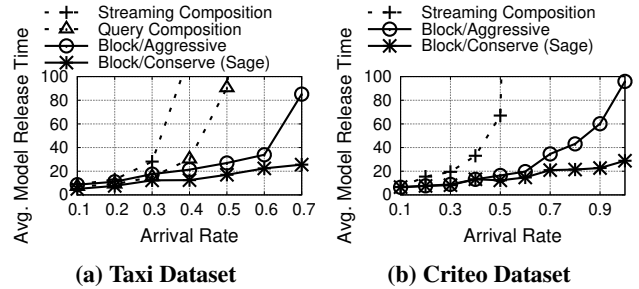 Streaming Composition
Query Composition
Block/Aggressive
Block/Conserve (Sage)
Avg. Model Release Time
100
80
60
40
20
0
0.1 0.2 0.3 0.4 0.5 0.6 0.7
Arrival Rate
(a) Taxi Dataset
Streaming Composition
Block/Aggressive
Block/Conserve (Sage)
Avg. Model Release Time
100
80
60
40
20
0
0.1 0.3 0.5 0.7 0.9
Arrival Rate
(b) Criteo Dataset